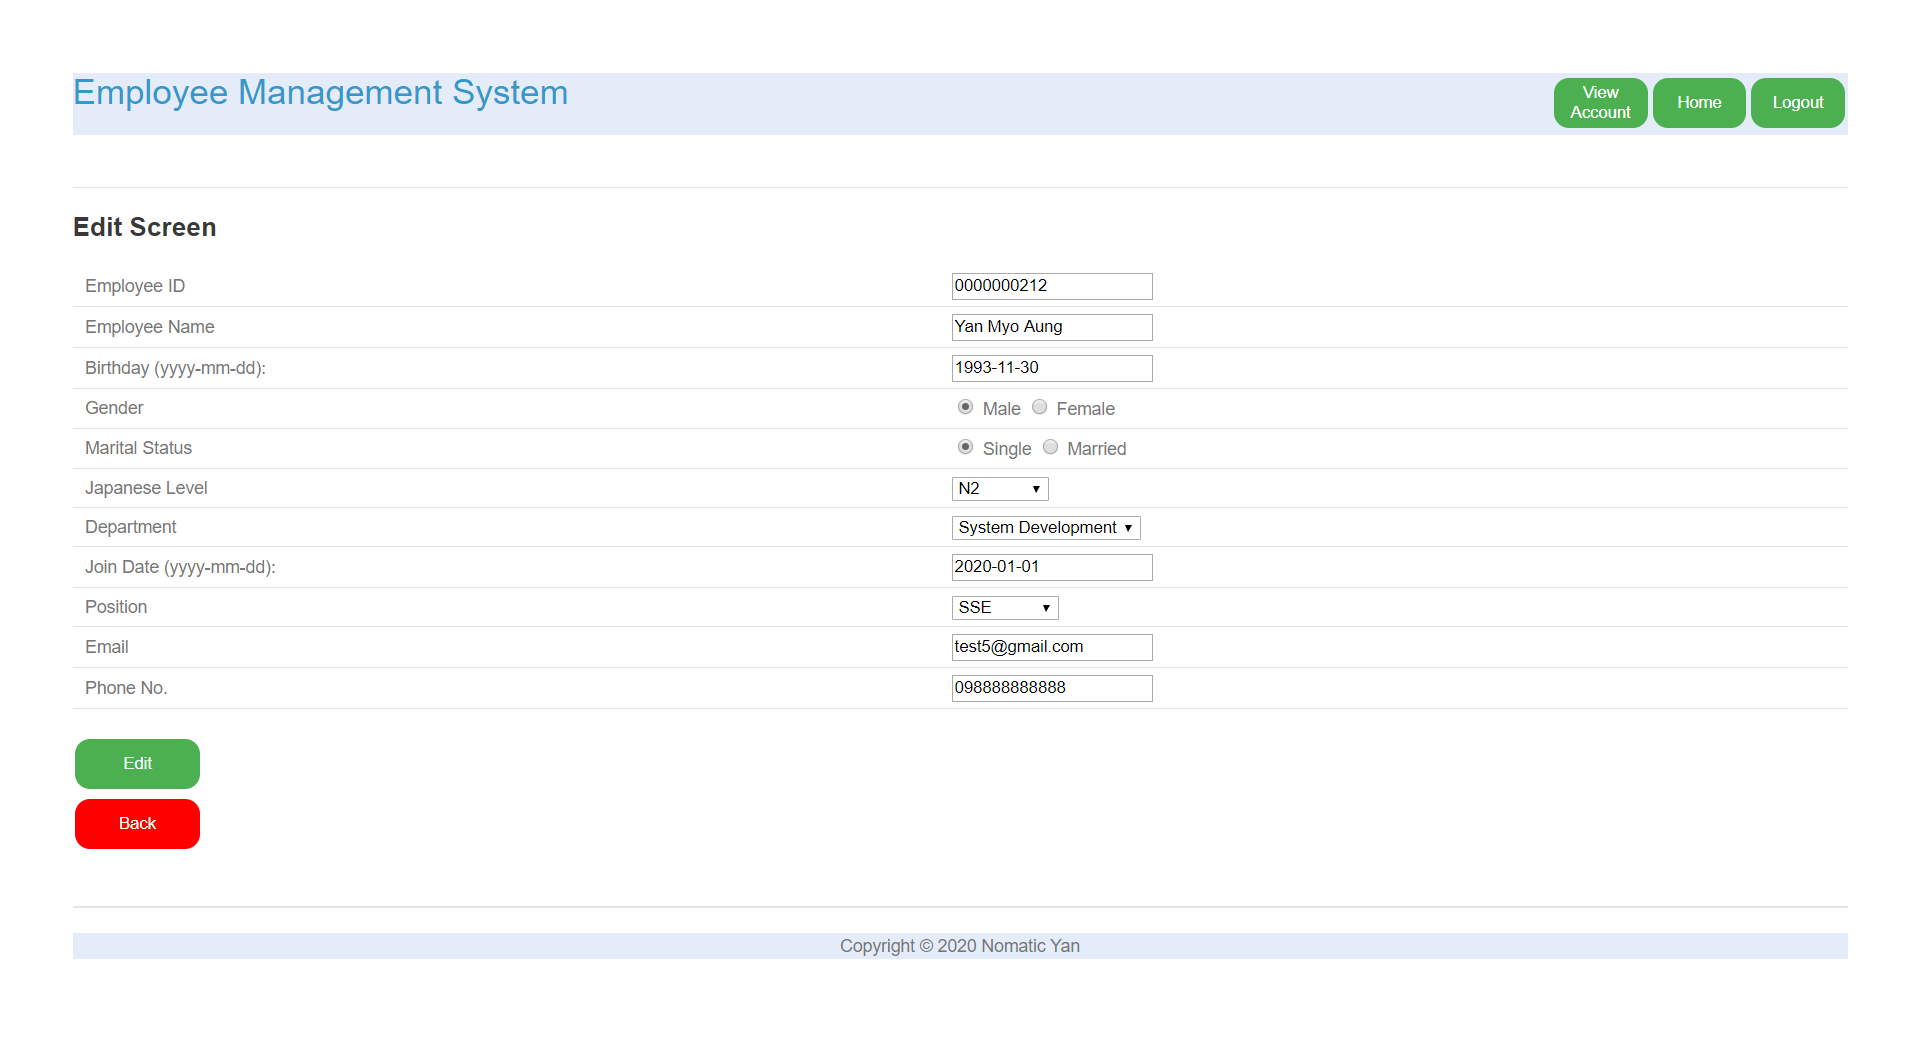 Employee Management System
View
Account
Home
Logout
Edit Screen
Employee ID 0000000212
Employee Name Yan Myo Aung
Birthday (yyyy-mm-dd): 1993-11-30
Gender Male Female
Marital Status Single Married
Japanese Level N2
Department System Development
Join Date (yyyy-mm-dd): 2020-01-01
Position SSE
Email test5@gmail.com
Phone No. 098888888888
Edit
Back
Copyright © 2020 Nomatic Yan